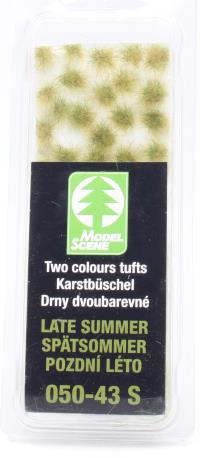 MODEL
SCENE
Two colours tufts
Karstbüschel
Drny dvoubarevné
LATE SUMMER
SPÄTSOMMER
POZDNÍ LÉTO
050-43 S